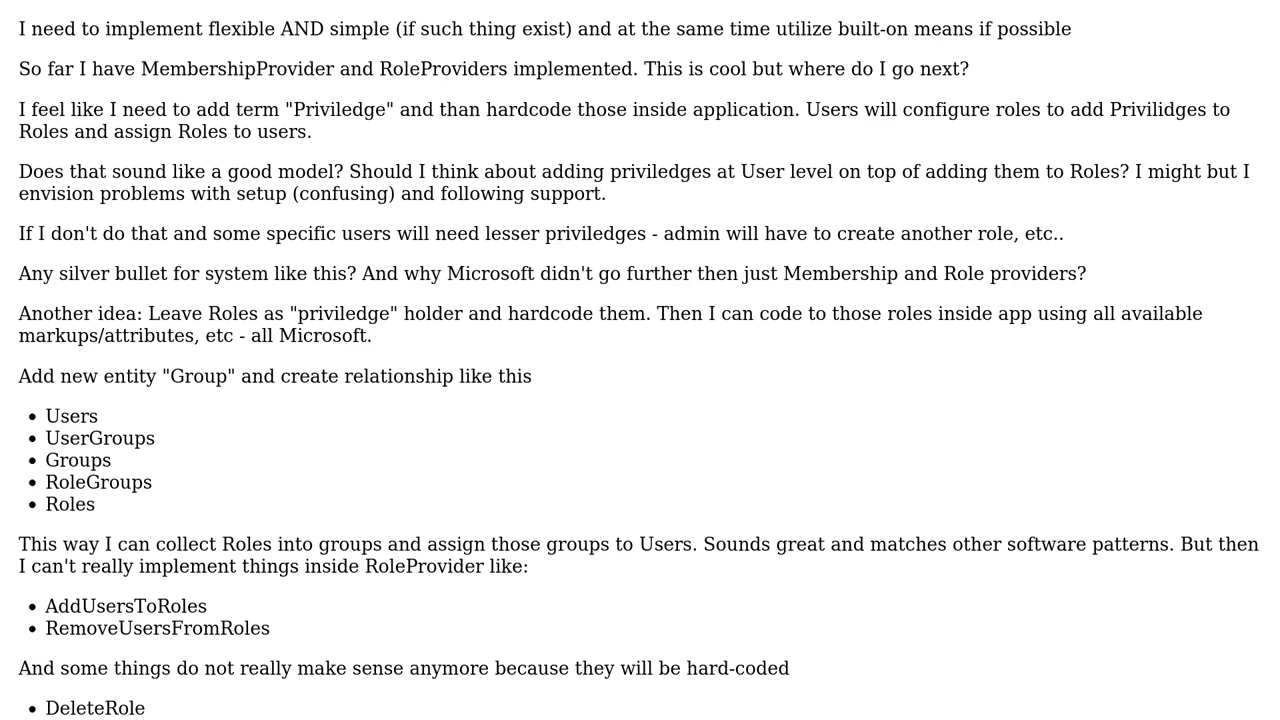 I need to implement flexible AND simple (if such thing exist) and at the same time utilize built-on means if possible
So far I have MembershipProvider and RoleProviders implemented. This is cool but where do I go next?
I feel like I need to add term "Priviledge" and than hardcode those inside application. Users will configure roles to add Privilidges to
Roles and assign Roles to users.
Does that sound like a good model? Should I think about adding priviledges at User level on top of adding them to Roles? I might but I
envision problems with setup (confusing) and following support.
If I don't do that and some specific users will need lesser priviledges - admin will have to create another role, etc..
Any silver bullet for system like this? And why Microsoft didn't go further then just Membership and Role providers?
Another idea: Leave Roles as "priviledge" holder and hardcode them. Then I can code to those roles inside app using all available
markups/attributes, etc - all Microsoft.
Add new entity "Group" and create relationship like this
• Users
• UserGroups
• Groups
• RoleGroups
• Roles
This way I can collect Roles into groups and assign those groups to Users. Sounds great and matches other software patterns. But then
I can't really implement things inside RoleProvider like:
• AddUsersToRoles
• RemoveUsersFromRoles
And some things do not really make sense anymore because they will be hard-coded
• DeleteRole